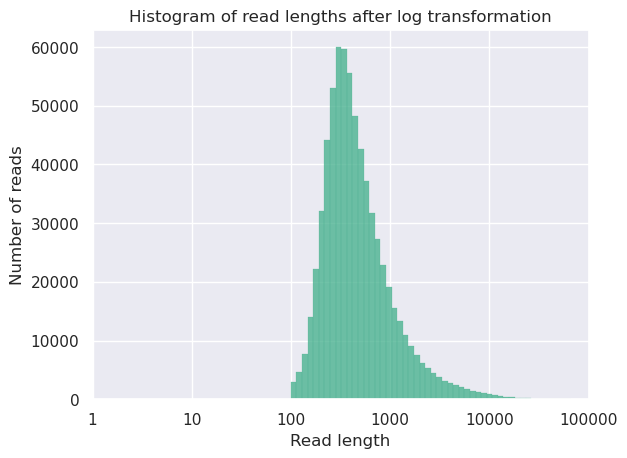 Histogram of read lengths after log transformation
60000
50000
40000
30000
20000
10000
0
Number of reads
1 10 100 1000 10000 100000
Read length